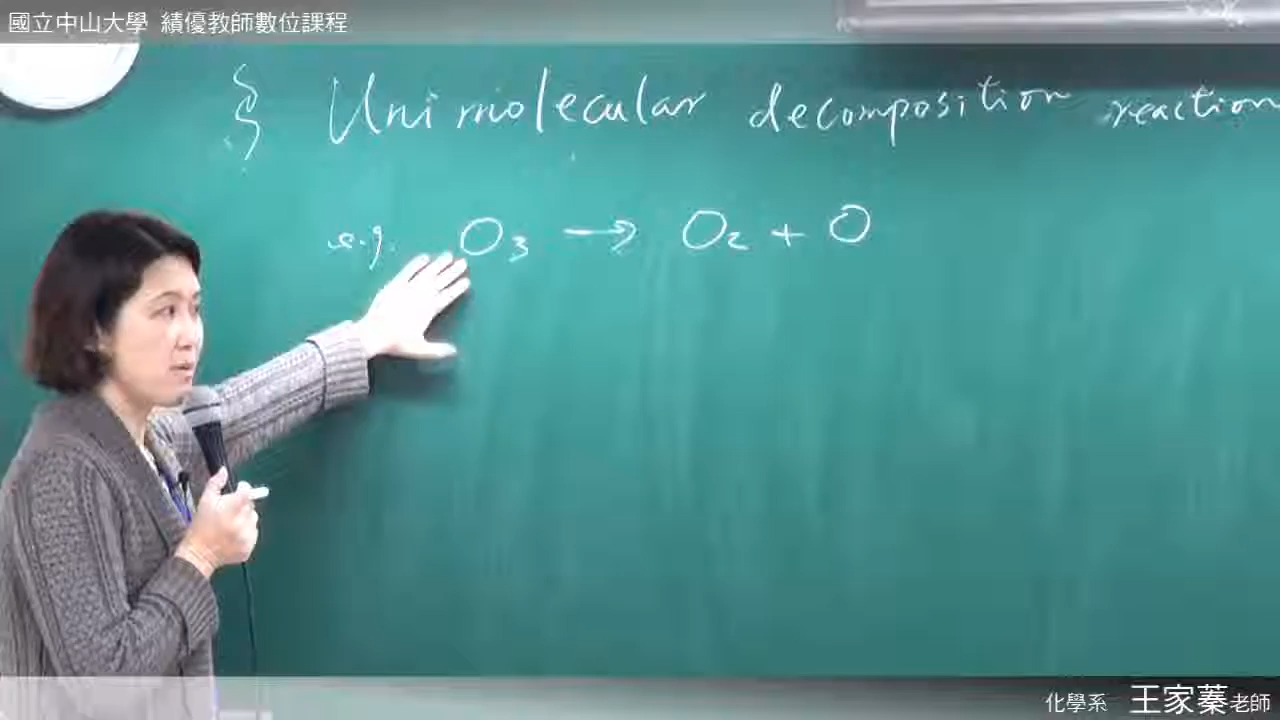 國立中山大學 績優教師數位課程
§ Unimolecular decomposition reaction
e.g. O₃ → O₂ + O
化學系 王家蓁老師